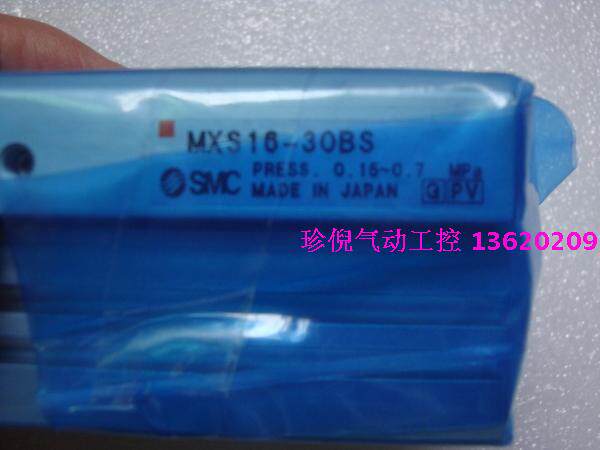 MXS16-30BS
SMC PRESS. 0.15~0.7 MPa
MADE IN JAPAN Q PV
珍倪气动工控 13620209